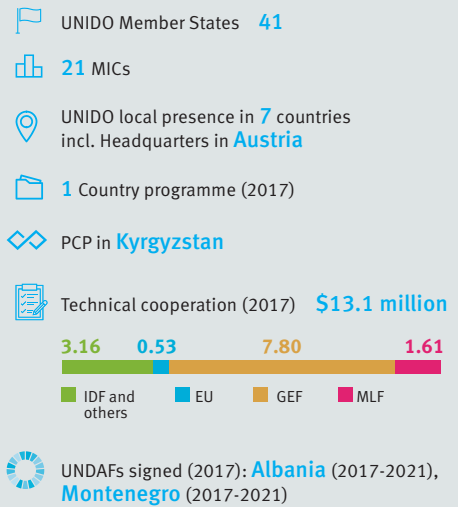 UNIDO Member States 41
21 MICs
UNIDO local presence in 7 countries
incl. Headquarters in Austria
1 Country programme (2017)
PCP in Kyrgyzstan
Technical cooperation (2017) $13.1 million
3.16 0.53 7.80 1.61
IDF and others EU GEF MLF
UNDAFs signed (2017): Albania (2017-2021),
Montenegro (2017-2021)